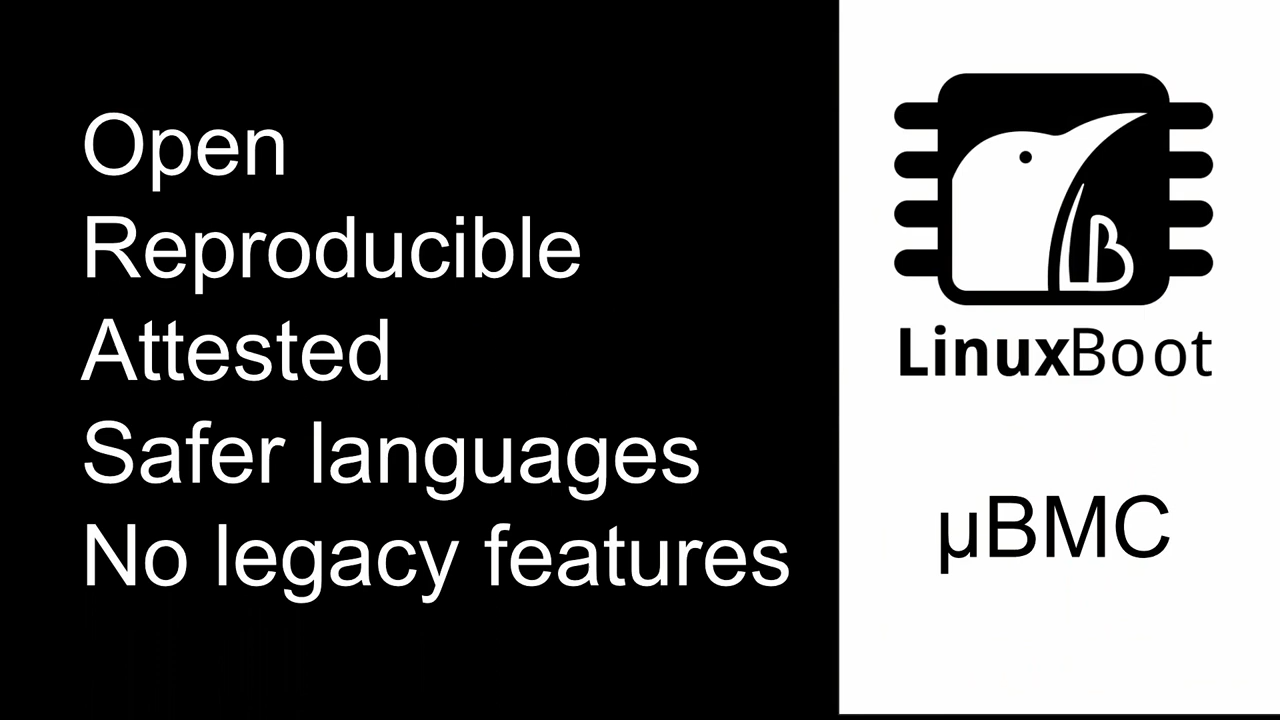 Open
Reproducible
Attested
Safer languages
No legacy features
B
LinuxBoot
µBMC